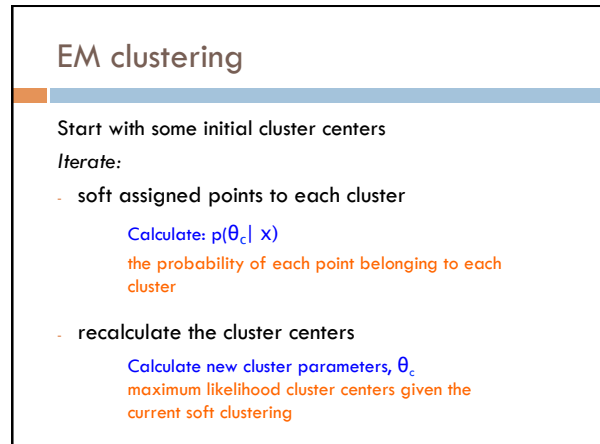 EM clustering
Start with some initial cluster centers
Iterate:
- soft assigned points to each cluster
Calculate: p(θc| x)
the probability of each point belonging to each
cluster
- recalculate the cluster centers
Calculate new cluster parameters, θc
maximum likelihood cluster centers given the
current soft clustering